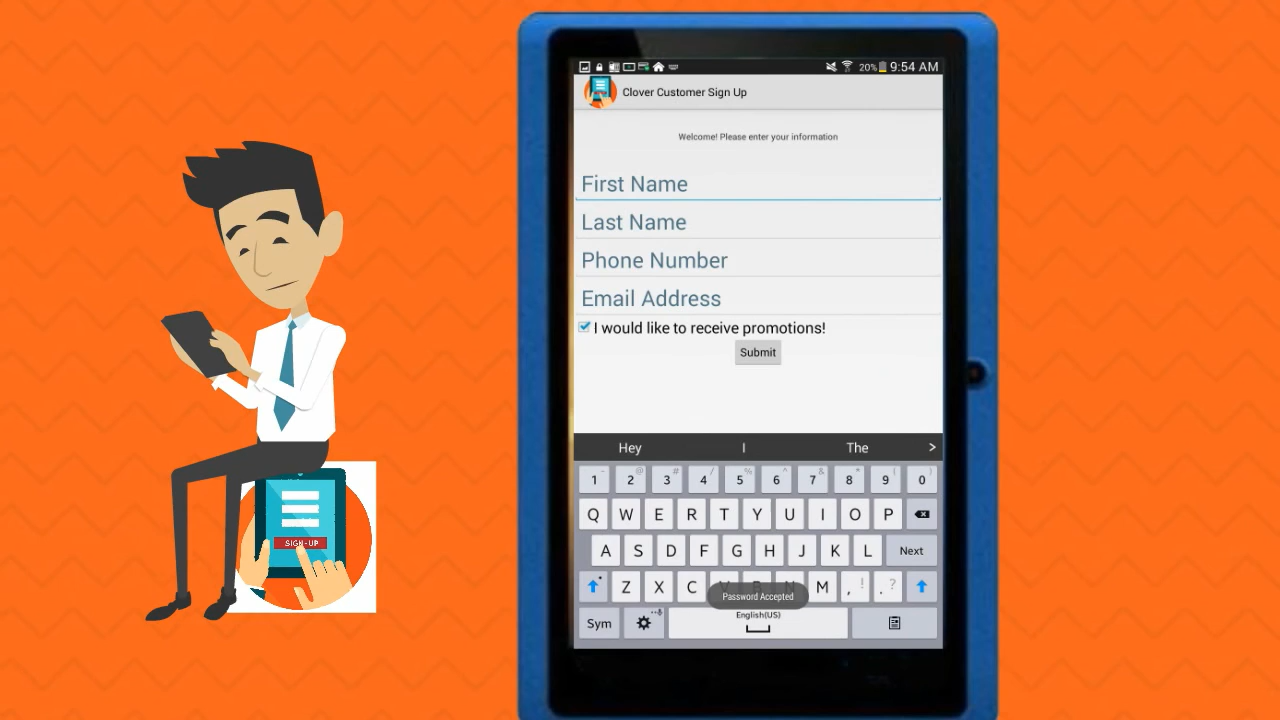 20% 9:54 AM
Clover Customer Sign Up
Welcome! Please enter your information
First Name
Last Name
Phone Number
Email Address
I would like to receive promotions!
Submit
Hey I The >
1 2 3 4 5 6 7 8 9 0
Q W E R T Y U I O P
A S D F G H J K L Next
Z X C V B N M , ! . ?
Password Accepted
Sym English(US)
SIGN-UP